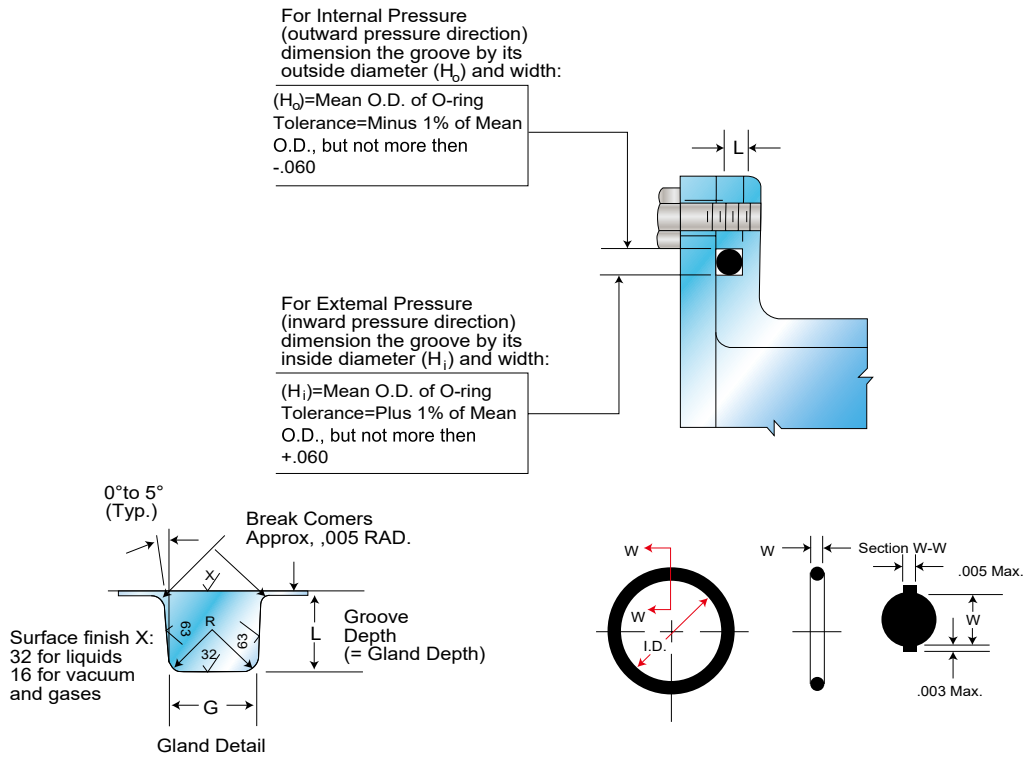 For Internal Pressure
(outward pressure direction)
dimension the groove by its
outside diameter (Ho) and width:
(Ho)=Mean O.D. of O-ring
Tolerance=Minus 1% of Mean
O.D., but not more then
-.060
L
For Extemal Pressure
(inward pressure direction)
dimension the groove by its
inside diameter (Hi) and width:
(Hi)=Mean O.D. of O-ring
Tolerance=Plus 1% of Mean
O.D., but not more then
+.060
0°to 5°
(Typ.)
Break Comers
Approx, ,005 RAD.
X
R
63
63
32
L
Groove
Depth
(= Gland Depth)
Surface finish X:
32 for liquids
16 for vacuum
and gases
G
Gland Detail
W
W
I.D.
W
Section W-W
.005 Max.
W
.003 Max.